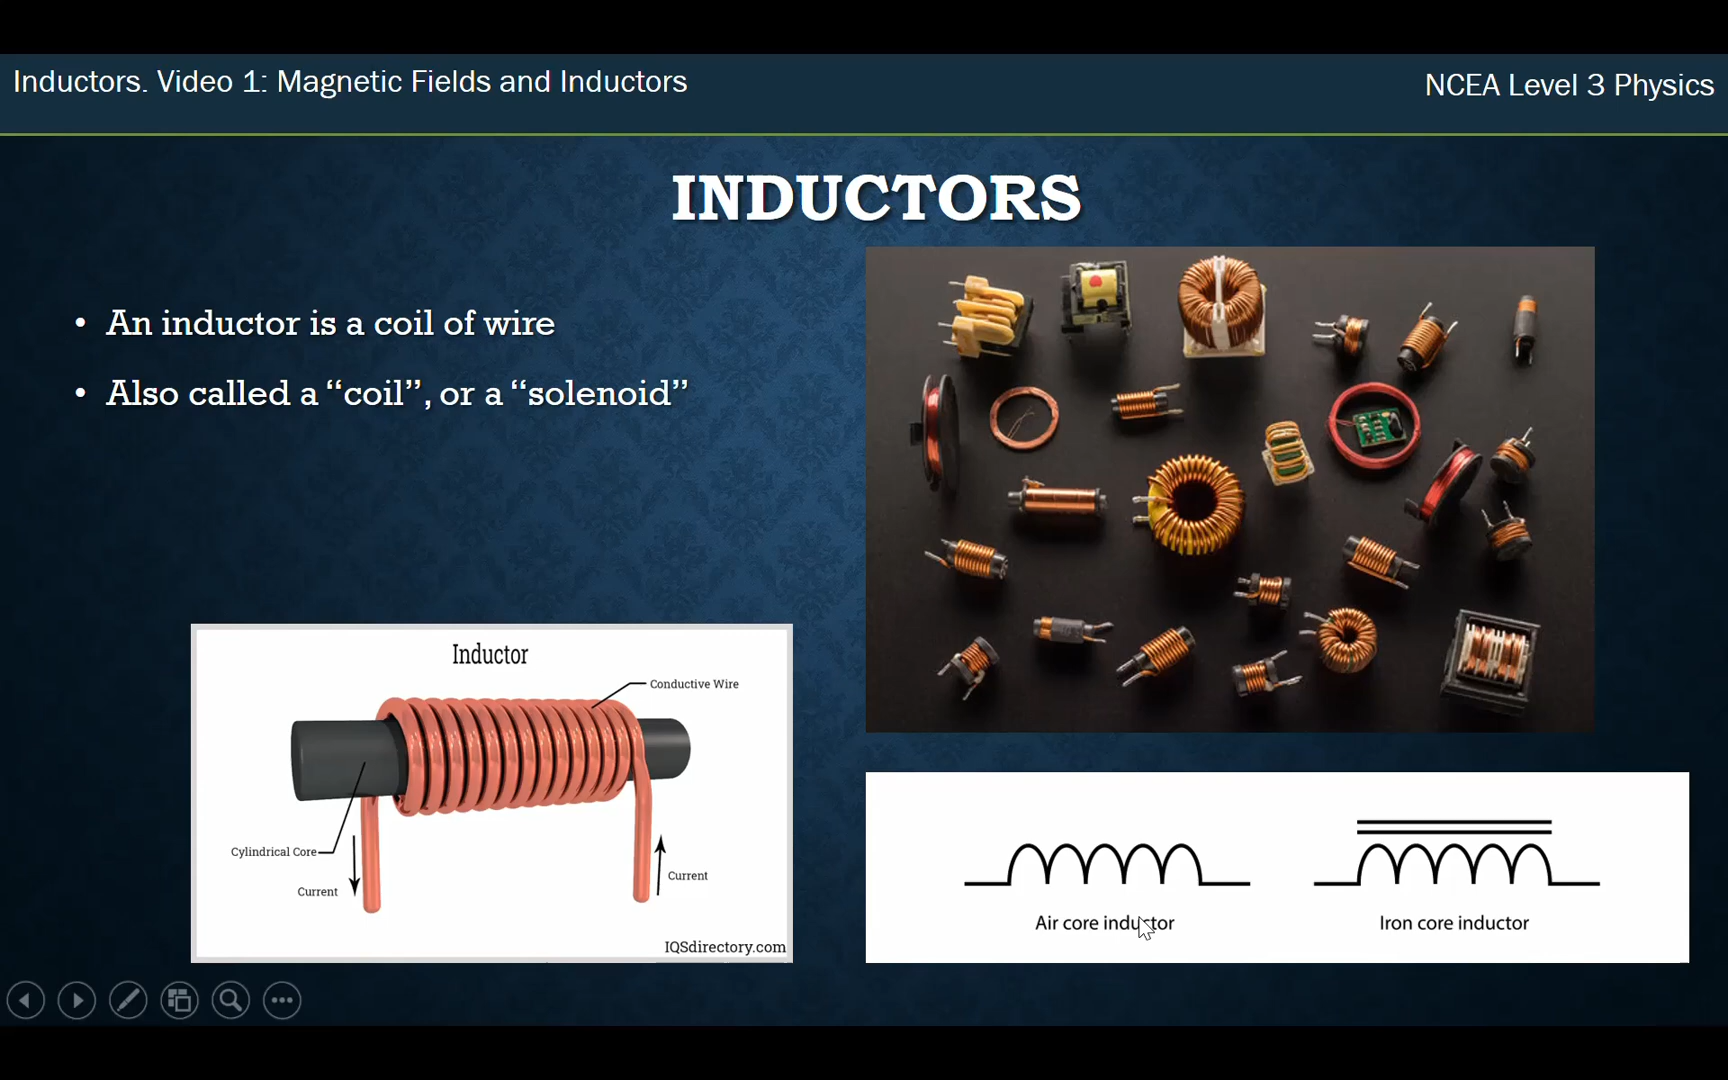 Inductors. Video 1: Magnetic Fields and Inductors
NCEA Level 3 Physics
INDUCTORS
• An inductor is a coil of wire
• Also called a “coil”, or a “solenoid”
Inductor
Conductive Wire
Cylindrical Core
Current
Current
IQSdirectory.com
Air core inductor
Iron core inductor